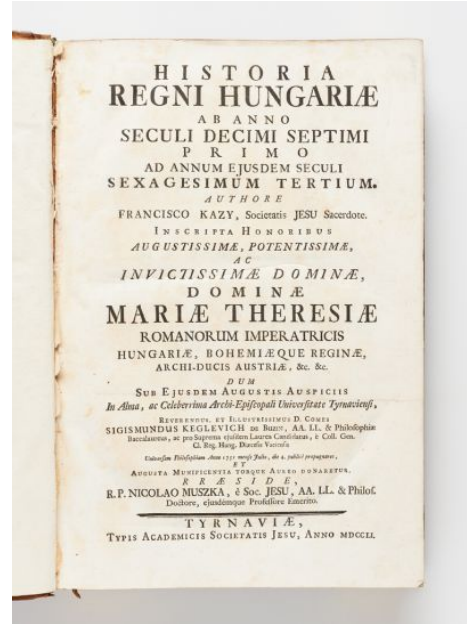 HISTORIA
REGNI HUNGARIÆ
AB ANNO
SECULI DECIMI SEPTIMI
PRIMO
AD ANNUM EJUSDEM SECULI
SEXAGESIMUM TERTIUM.
AUTHORE
FRANCISCO KAZY, Societatis JESU Sacerdote.
INSCRIPTA HONORIBUS
AUGUSTISSIMÆ, POTENTISSIMÆ,
AC
INVICTISSIMÆ DOMINÆ,
DOMINÆ
MARIÆ THERESIÆ
ROMANORUM IMPERATRICIS
HUNGARIÆ, BOHEMIÆQUE REGINÆ,
ARCHI-DUCIS AUSTRIÆ, &c. &c.
DUM
SUB EJUSDEM AUGUSTIS AUSPICIIS
In Alma, ac Celeberrima Archi-Episcopali Universitate Tyrnaviensi,
REVERENDUS, ET ILLUSTRISSIMUS D. COMES
SIGISMUNDUS KEGLEVICH DE BUZIN, AA. LL. & Philosophiæ
Baccalaureus, ac pro Suprema ejusdem Laurea Candidatus, è Coll. Gen.
Cl. Reg. Hung. Diœcesis
Universam Philosophiam Anno 1751 mense Julio, die propugnaret,
ET
AUGUSTA MUNIFICENTIA TORQUE AUREO DONARETUR.
PRÆSIDE,
R. P. NICOLAO MUSZKA, è Soc. JESU, AA. LL. & Philos.
Doctore, ejusdemque Professore Emerito.
TYRNAVIÆ,
TYPIS ACADEMICIS SOCIETATIS JESU, ANNO MDCCLI.